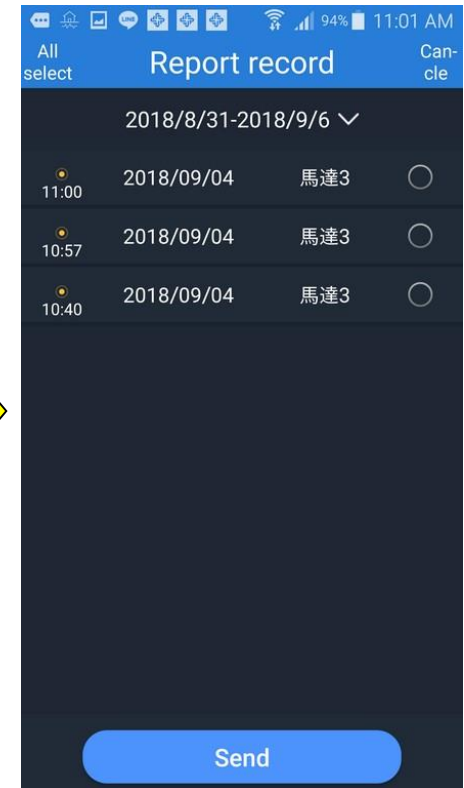 LINE
94% 11:01 AM
All
select
Report record
Can-
cle
2018/8/31-2018/9/6
11:00 2018/09/04 馬達3
10:57 2018/09/04 馬達3
10:40 2018/09/04 馬達3
Send